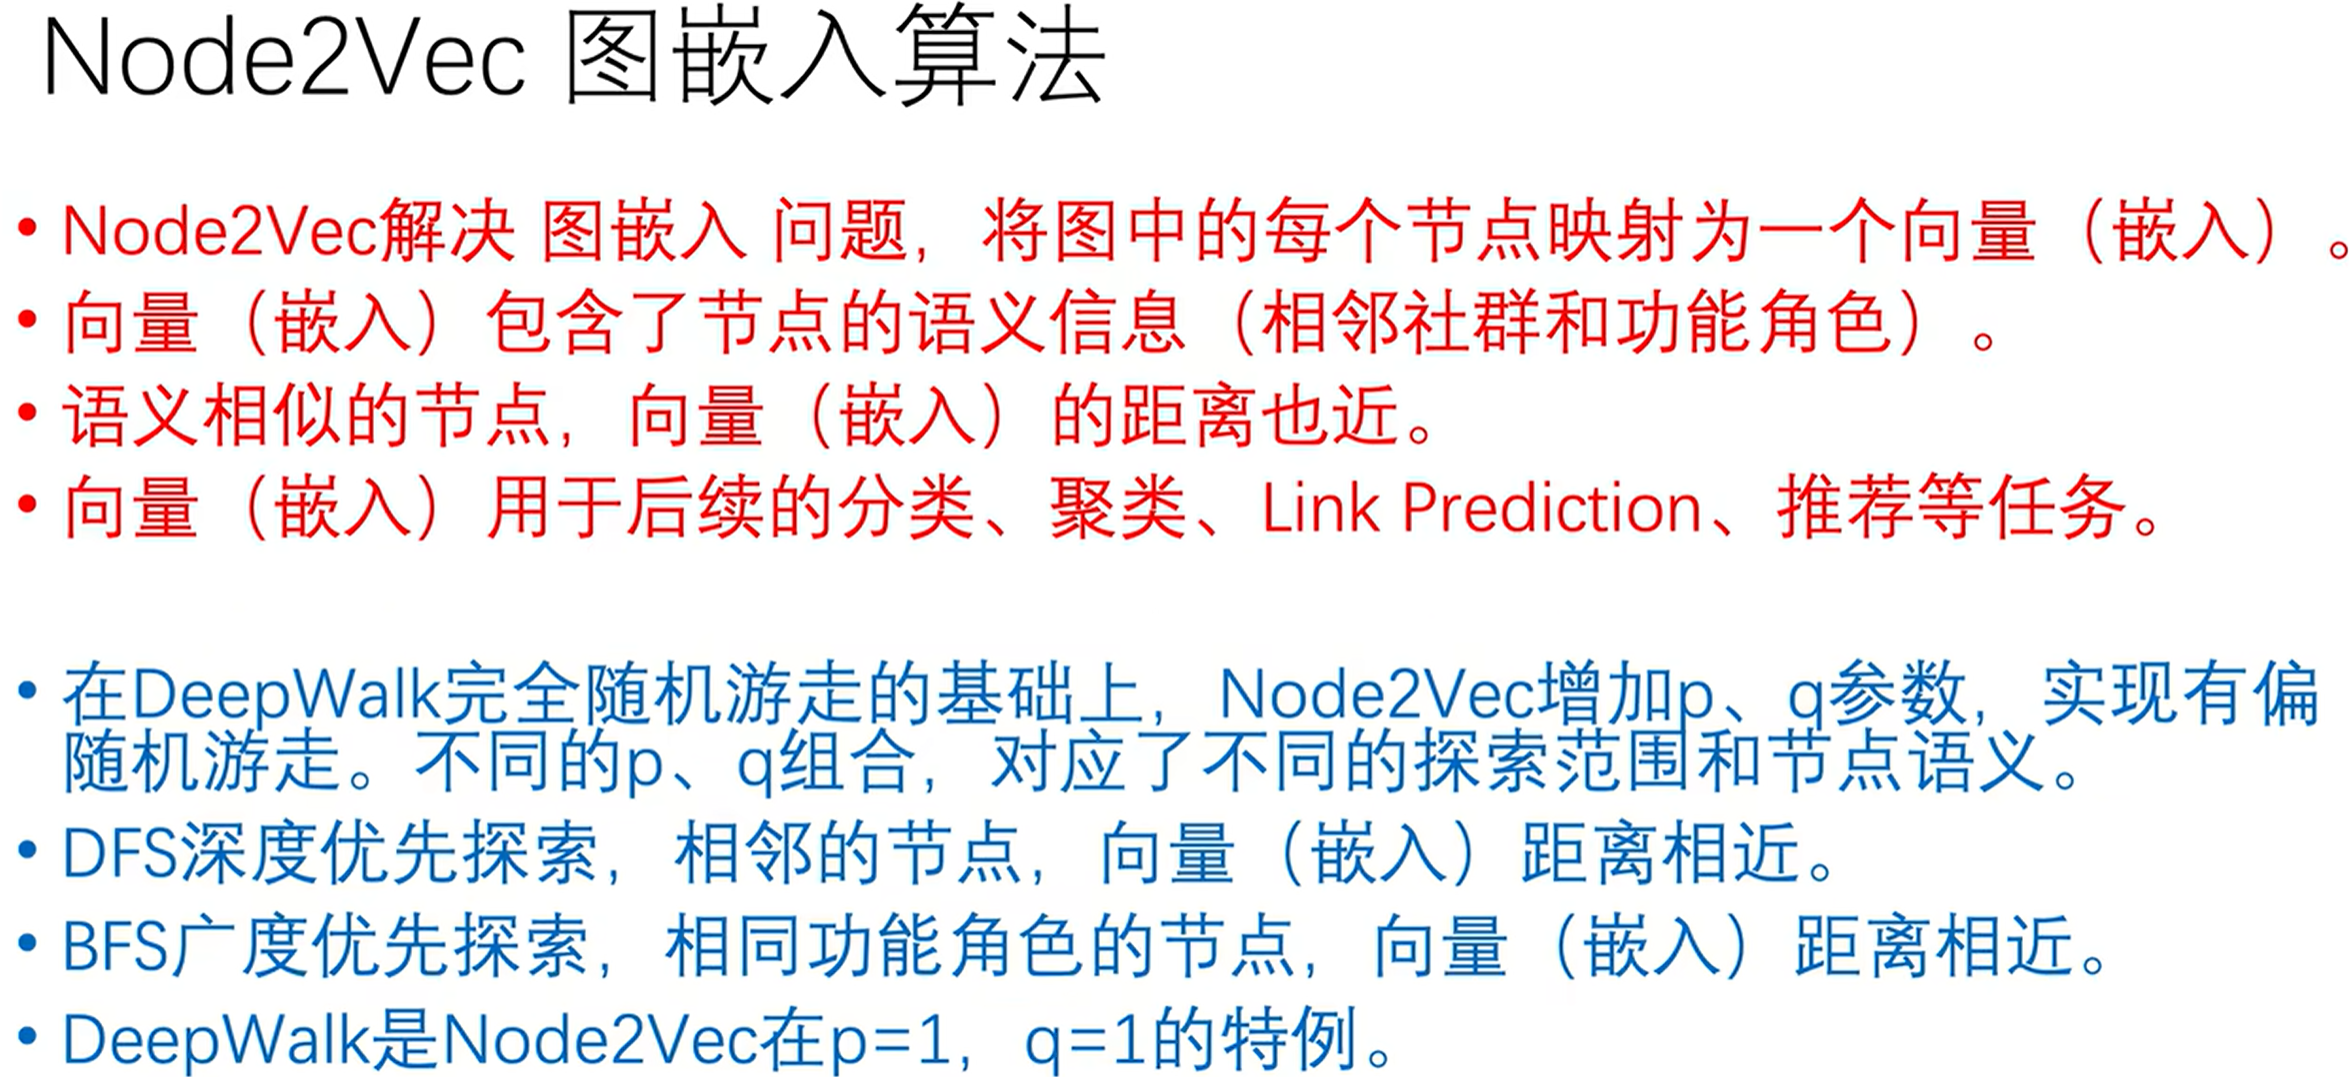 Node2Vec 图嵌入算法
• Node2Vec解决 图嵌入 问题，将图中的每个节点映射为一个向量（嵌入）。
• 向量（嵌入）包含了节点的语义信息（相邻社群和功能角色）。
• 语义相似的节点，向量（嵌入）的距离也近。
• 向量（嵌入）用于后续的分类、聚类、Link Prediction、推荐等任务。
• 在DeepWalk完全随机游走的基础上，Node2Vec增加p、q参数，实现有偏
随机游走。不同的p、q组合，对应了不同的探索范围和节点语义。
• DFS深度优先探索，相邻的节点，向量（嵌入）距离相近。
• BFS广度优先探索，相同功能角色的节点，向量（嵌入）距离相近。
• DeepWalk是Node2Vec在p=1，q=1的特例。